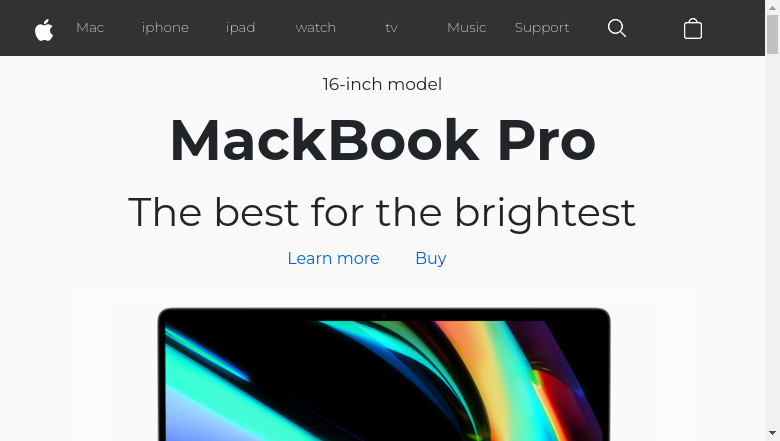 Mac iphone ipad watch tv Music Support
16-inch model
MackBook Pro
The best for the brightest
Learn more Buy